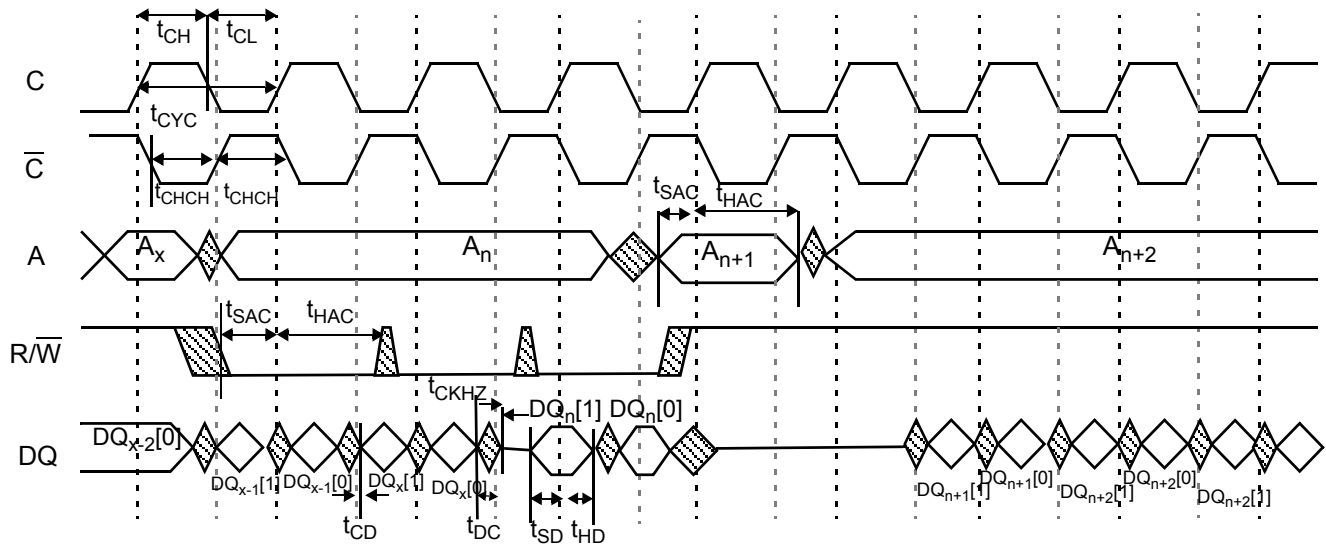 tCH tCL
C
tCYC
C̅
tCHCH tCHCH tSAC tHAC
A Ax An An+1 An+2
tSAC tHAC
R/W̅
tCKHZ
DQ DQx-2[0] DQn[1] DQn[0]
DQx-1[1] DQx-1[0] DQx[1] DQx[0] DQn+1[1] DQn+1[0] DQn+2[1] DQn+2[0] DQn+2[1]
tCD tDC tSD tHD